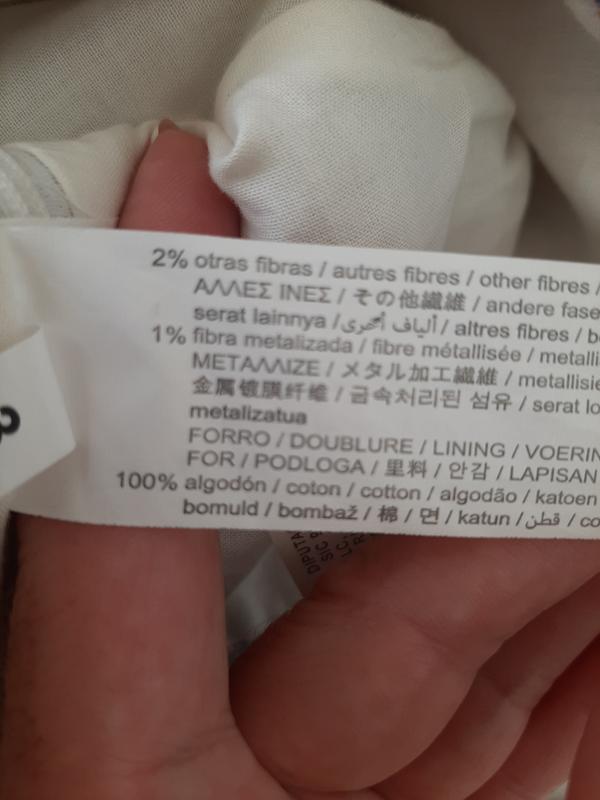 2% otras fibras / autres fibres / other fibres /
ΑΛΛΕΣ ΙΝΕΣ / その他繊維 / andere fase
serat lainnya / ألياف أخرى / altres fibres / b
1% fibra metalizada / fibre métallisée / metalli
ΜΕΤΑΛΛΙΖΕ / メタル加工繊維 / metallisie
金属镀膜纤维 / 금속처리된 섬유 / serat lo
metalizatua
FORRO / DOUBLURE / LINING / VOERIN
FOR / PODLOGA / 里料 / 안감 / LAPISAN
100% algodón / coton / cotton / algodão / katoen
bomuld / bombaž / 棉 / 면 / katun / قطن / co
DIPUTA